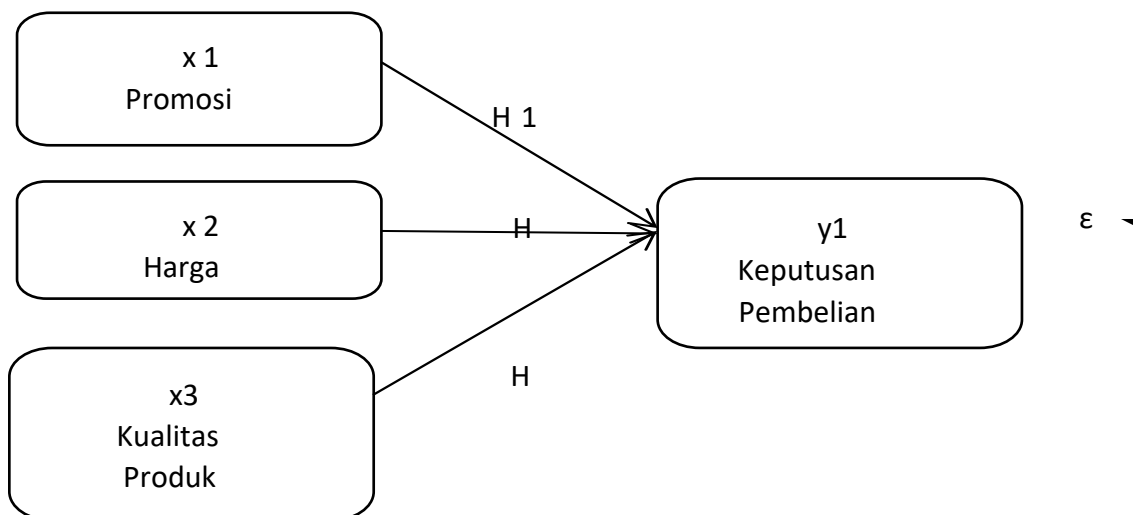 x 1
Promosi
H 1
x 2
Harga
H
y1
Keputusan
Pembelian
ε
x3
Kualitas
Produk
H